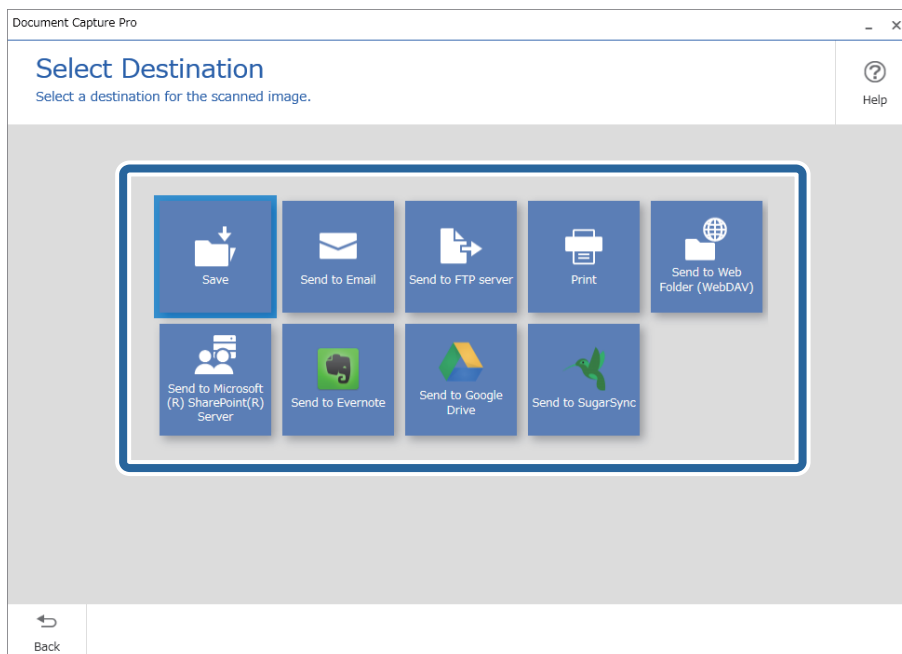 Document Capture Pro
Select Destination
Select a destination for the scanned image.
Help
Save
Send to Email
Send to FTP server
Print
Send to Web
Folder (WebDAV)
Send to Microsoft
(R) SharePoint(R)
Server
Send to Evernote
Send to Google
Drive
Send to SugarSync
Back